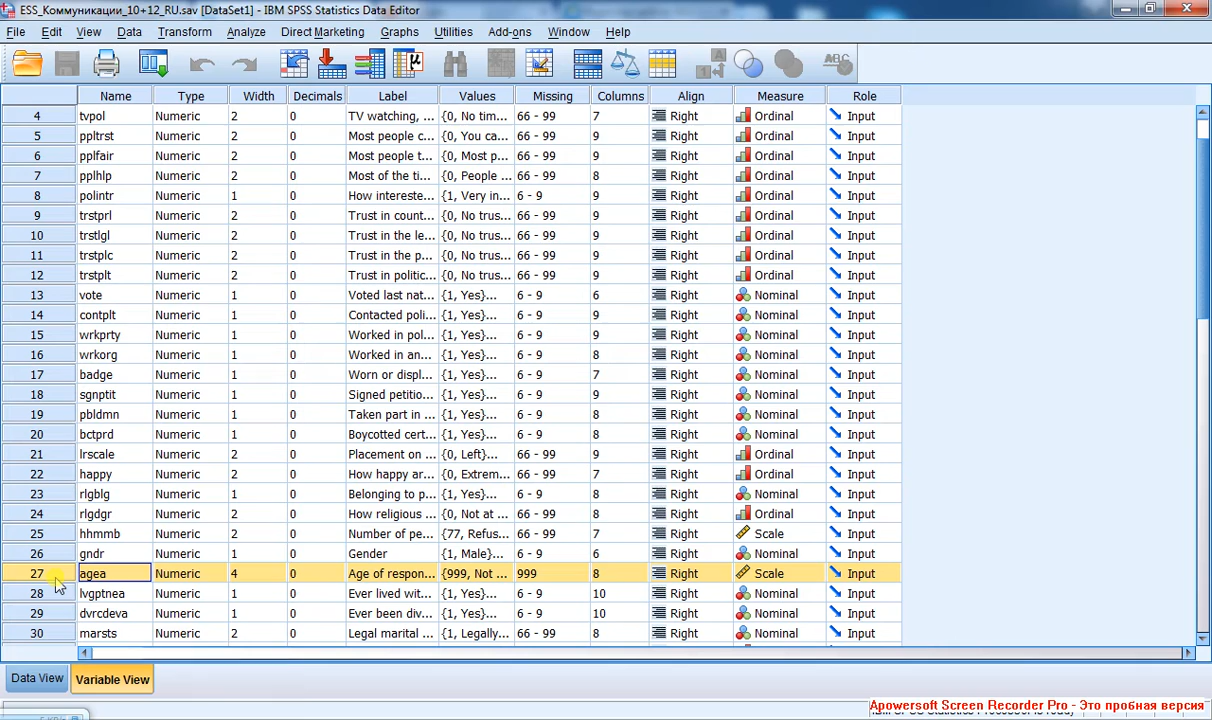 ESS_Коммуникации_10+12_RU.sav [DataSet1] - IBM SPSS Statistics Data Editor
File Edit View Data Transform Analyze Direct Marketing Graphs Utilities Add-ons Window Help
Name Type Width Decimals Label Values Missing Columns Align Measure Role
4 tvpol Numeric 2 0 TV watching, ... {0, No tim... 66 - 99 7 Right Ordinal Input
5 ppltrst Numeric 2 0 Most people c... {0, You ca... 66 - 99 9 Right Ordinal Input
6 pplfair Numeric 2 0 Most people t... {0, Most p... 66 - 99 9 Right Ordinal Input
7 pplhlp Numeric 2 0 Most of the ti... {0, People ... 66 - 99 8 Right Ordinal Input
8 polintr Numeric 1 0 How intereste... {1, Very in... 6 - 9 9 Right Ordinal Input
9 trstprl Numeric 2 0 Trust in count... {0, No trus... 66 - 99 9 Right Ordinal Input
10 trstlgl Numeric 2 0 Trust in the le... {0, No trus... 66 - 99 9 Right Ordinal Input
11 trstplc Numeric 2 0 Trust in the p... {0, No trus... 66 - 99 9 Right Ordinal Input
12 trstplt Numeric 2 0 Trust in politic... {0, No trus... 66 - 99 9 Right Ordinal Input
13 vote Numeric 1 0 Voted last nat... {1, Yes}... 6 - 9 6 Right Nominal Input
14 contplt Numeric 1 0 Contacted poli... {1, Yes}... 6 - 9 9 Right Nominal Input
15 wrkprty Numeric 1 0 Worked in pol... {1, Yes}... 6 - 9 9 Right Nominal Input
16 wrkorg Numeric 1 0 Worked in an... {1, Yes}... 6 - 9 8 Right Nominal Input
17 badge Numeric 1 0 Worn or displ... {1, Yes}... 6 - 9 7 Right Nominal Input
18 sgnptit Numeric 1 0 Signed petitio... {1, Yes}... 6 - 9 9 Right Nominal Input
19 pbldmn Numeric 1 0 Taken part in ... {1, Yes}... 6 - 9 8 Right Nominal Input
20 bctprd Numeric 1 0 Boycotted cert... {1, Yes}... 6 - 9 8 Right Nominal Input
21 lrscale Numeric 2 0 Placement on ... {0, Left}... 66 - 99 9 Right Ordinal Input
22 happy Numeric 2 0 How happy ar... {0, Extrem... 66 - 99 7 Right Ordinal Input
23 rlgblg Numeric 1 0 Belonging to p... {1, Yes}... 6 - 9 8 Right Nominal Input
24 rlgdgr Numeric 2 0 How religious ... {0, Not at ... 66 - 99 8 Right Ordinal Input
25 hhmmb Numeric 2 0 Number of pe... {77, Refus... 66 - 99 7 Right Scale Input
26 gndr Numeric 1 0 Gender {1, Male}... 6 - 9 6 Right Nominal Input
27 agea Numeric 4 0 Age of respon... {999, Not ... 999 8 Right Scale Input
28 lvgptnea Numeric 1 0 Ever lived wit... {1, Yes}... 6 - 9 10 Right Nominal Input
29 dvrcdeva Numeric 1 0 Ever been div... {1, Yes}... 6 - 9 10 Right Nominal Input
30 marsts Numeric 2 0 Legal marital ... {1, Legally... 66 - 99 8 Right Nominal Input
Data View Variable View
Apowersoft Screen Recorder Pro - Это пробная версия